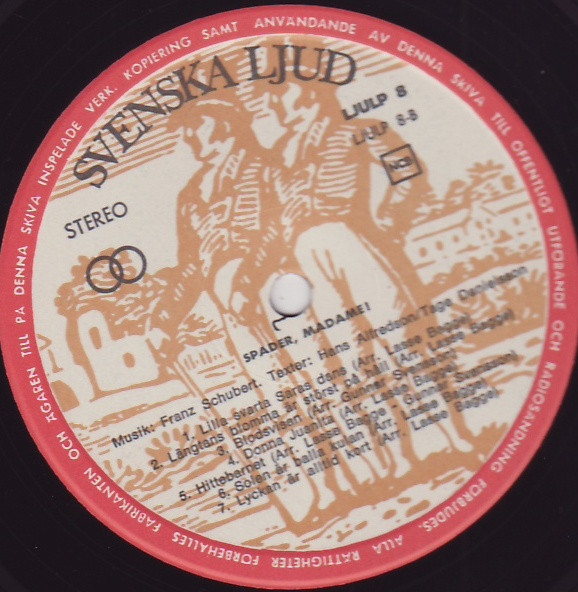 SVENSKA LJUD
LJULP 8
LJULP 8-B
NCB
STEREO
SPADER, MADAME!
Musik: Franz Schubert. Texter: Hans Alfredson/Tage Danielsson
1. Lilla svarta Saras dans (Arr. Lasse Bagge)
2. Längtans blomma är störst på håll (Arr. Lasse Bagge)
3. Blodsvisen (Arr. Gunnar Svensson)
4. Donna Juanita (Arr. Lasse Bagge)
5. Hittebarnet (Arr. Lasse Bagge - Gunnar Svensson)
6. Solen är bella kulan (Arr. Lasse Bagge)
7. Lyckan är alltid kort (Arr. Lasse Bagge)
ALLA RÄTTIGHETER FÖRBEHÅLLES FABRIKANTEN OCH ÄGAREN TILL PÅ DENNA SKIVA INSPELADE VERK. KOPIERING SAMT ANVÄNDANDE AV DENNA SKIVA TILL OFFENTLIGT UTFÖRANDE OCH RADIOSÄNDNING FÖRBJUDES.